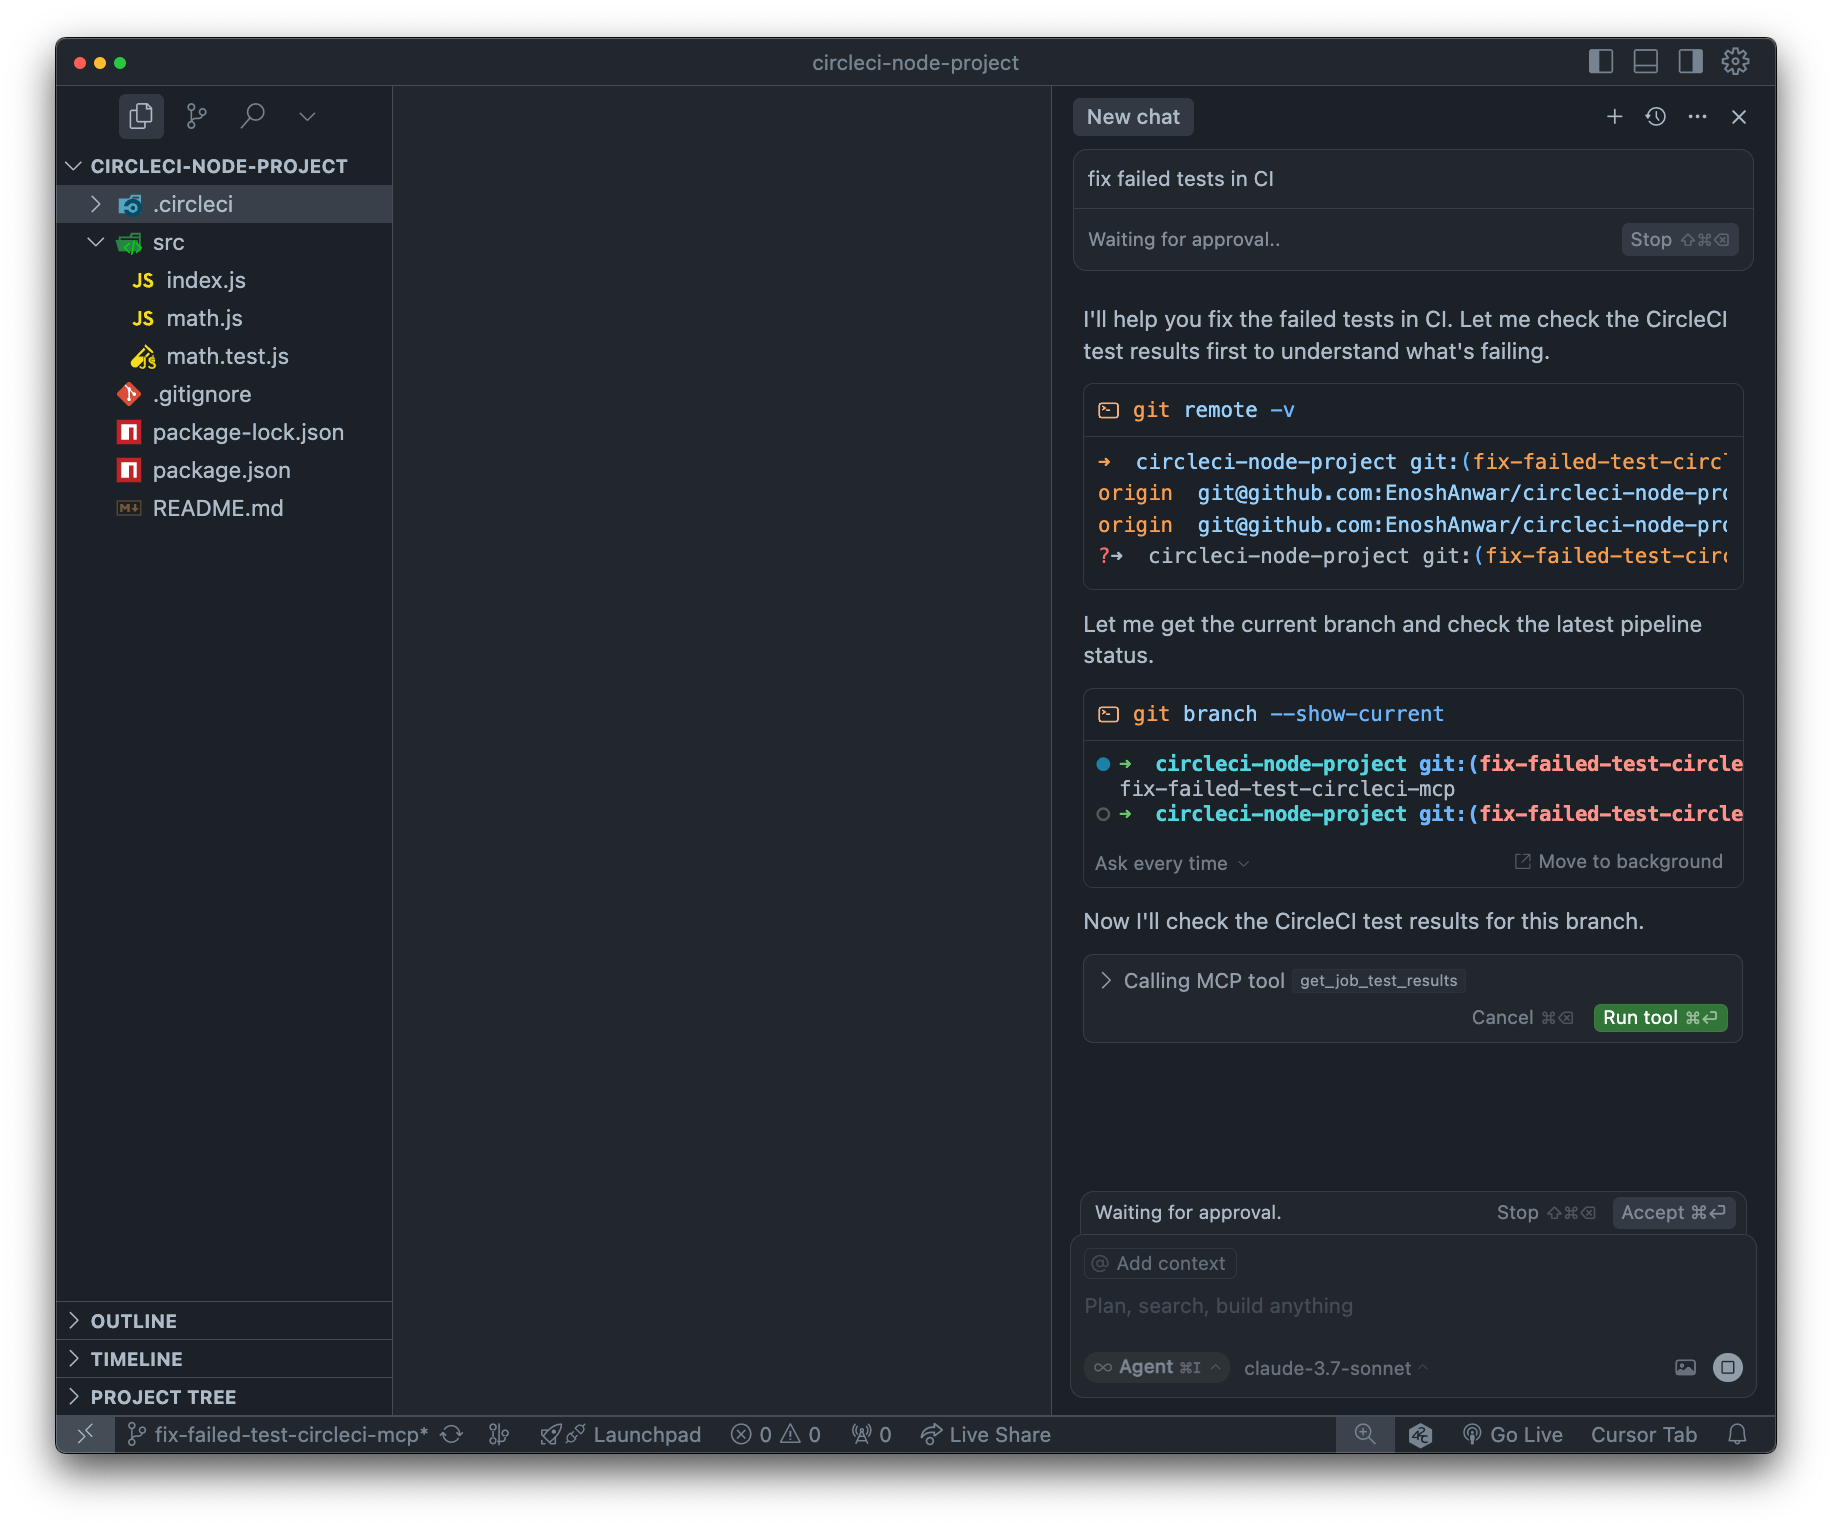 circleci-node-project
CIRCLECI-NODE-PROJECT
.circleci
src
JS index.js
JS math.js
JS math.test.js
.gitignore
package-lock.json
package.json
M↓ README.md
OUTLINE
TIMELINE
PROJECT TREE
New chat
fix failed tests in CI
Waiting for approval..
Stop ⇧⌘⌫
I'll help you fix the failed tests in CI. Let me check the CircleCI
test results first to understand what's failing.
git remote -v
➜ circleci-node-project git:(fix-failed-test-circl
origin git@github.com:EnoshAnwar/circleci-node-pro
origin git@github.com:EnoshAnwar/circleci-node-pro
?➜ circleci-node-project git:(fix-failed-test-circ
Let me get the current branch and check the latest pipeline
status.
git branch --show-current
➜ circleci-node-project git:(fix-failed-test-circle
fix-failed-test-circleci-mcp
➜ circleci-node-project git:(fix-failed-test-circle
Ask every time
Move to background
Now I'll check the CircleCI test results for this branch.
Calling MCP tool get_job_test_results
Cancel ⌘⌫ Run tool ⌘⏎
Waiting for approval.
Stop ⇧⌘⌫ Accept ⌘⏎
@ Add context
Plan, search, build anything
∞ Agent ⌘I claude-3.7-sonnet
fix-failed-test-circleci-mcp* Launchpad 0 0 0 Live Share Go Live Cursor Tab